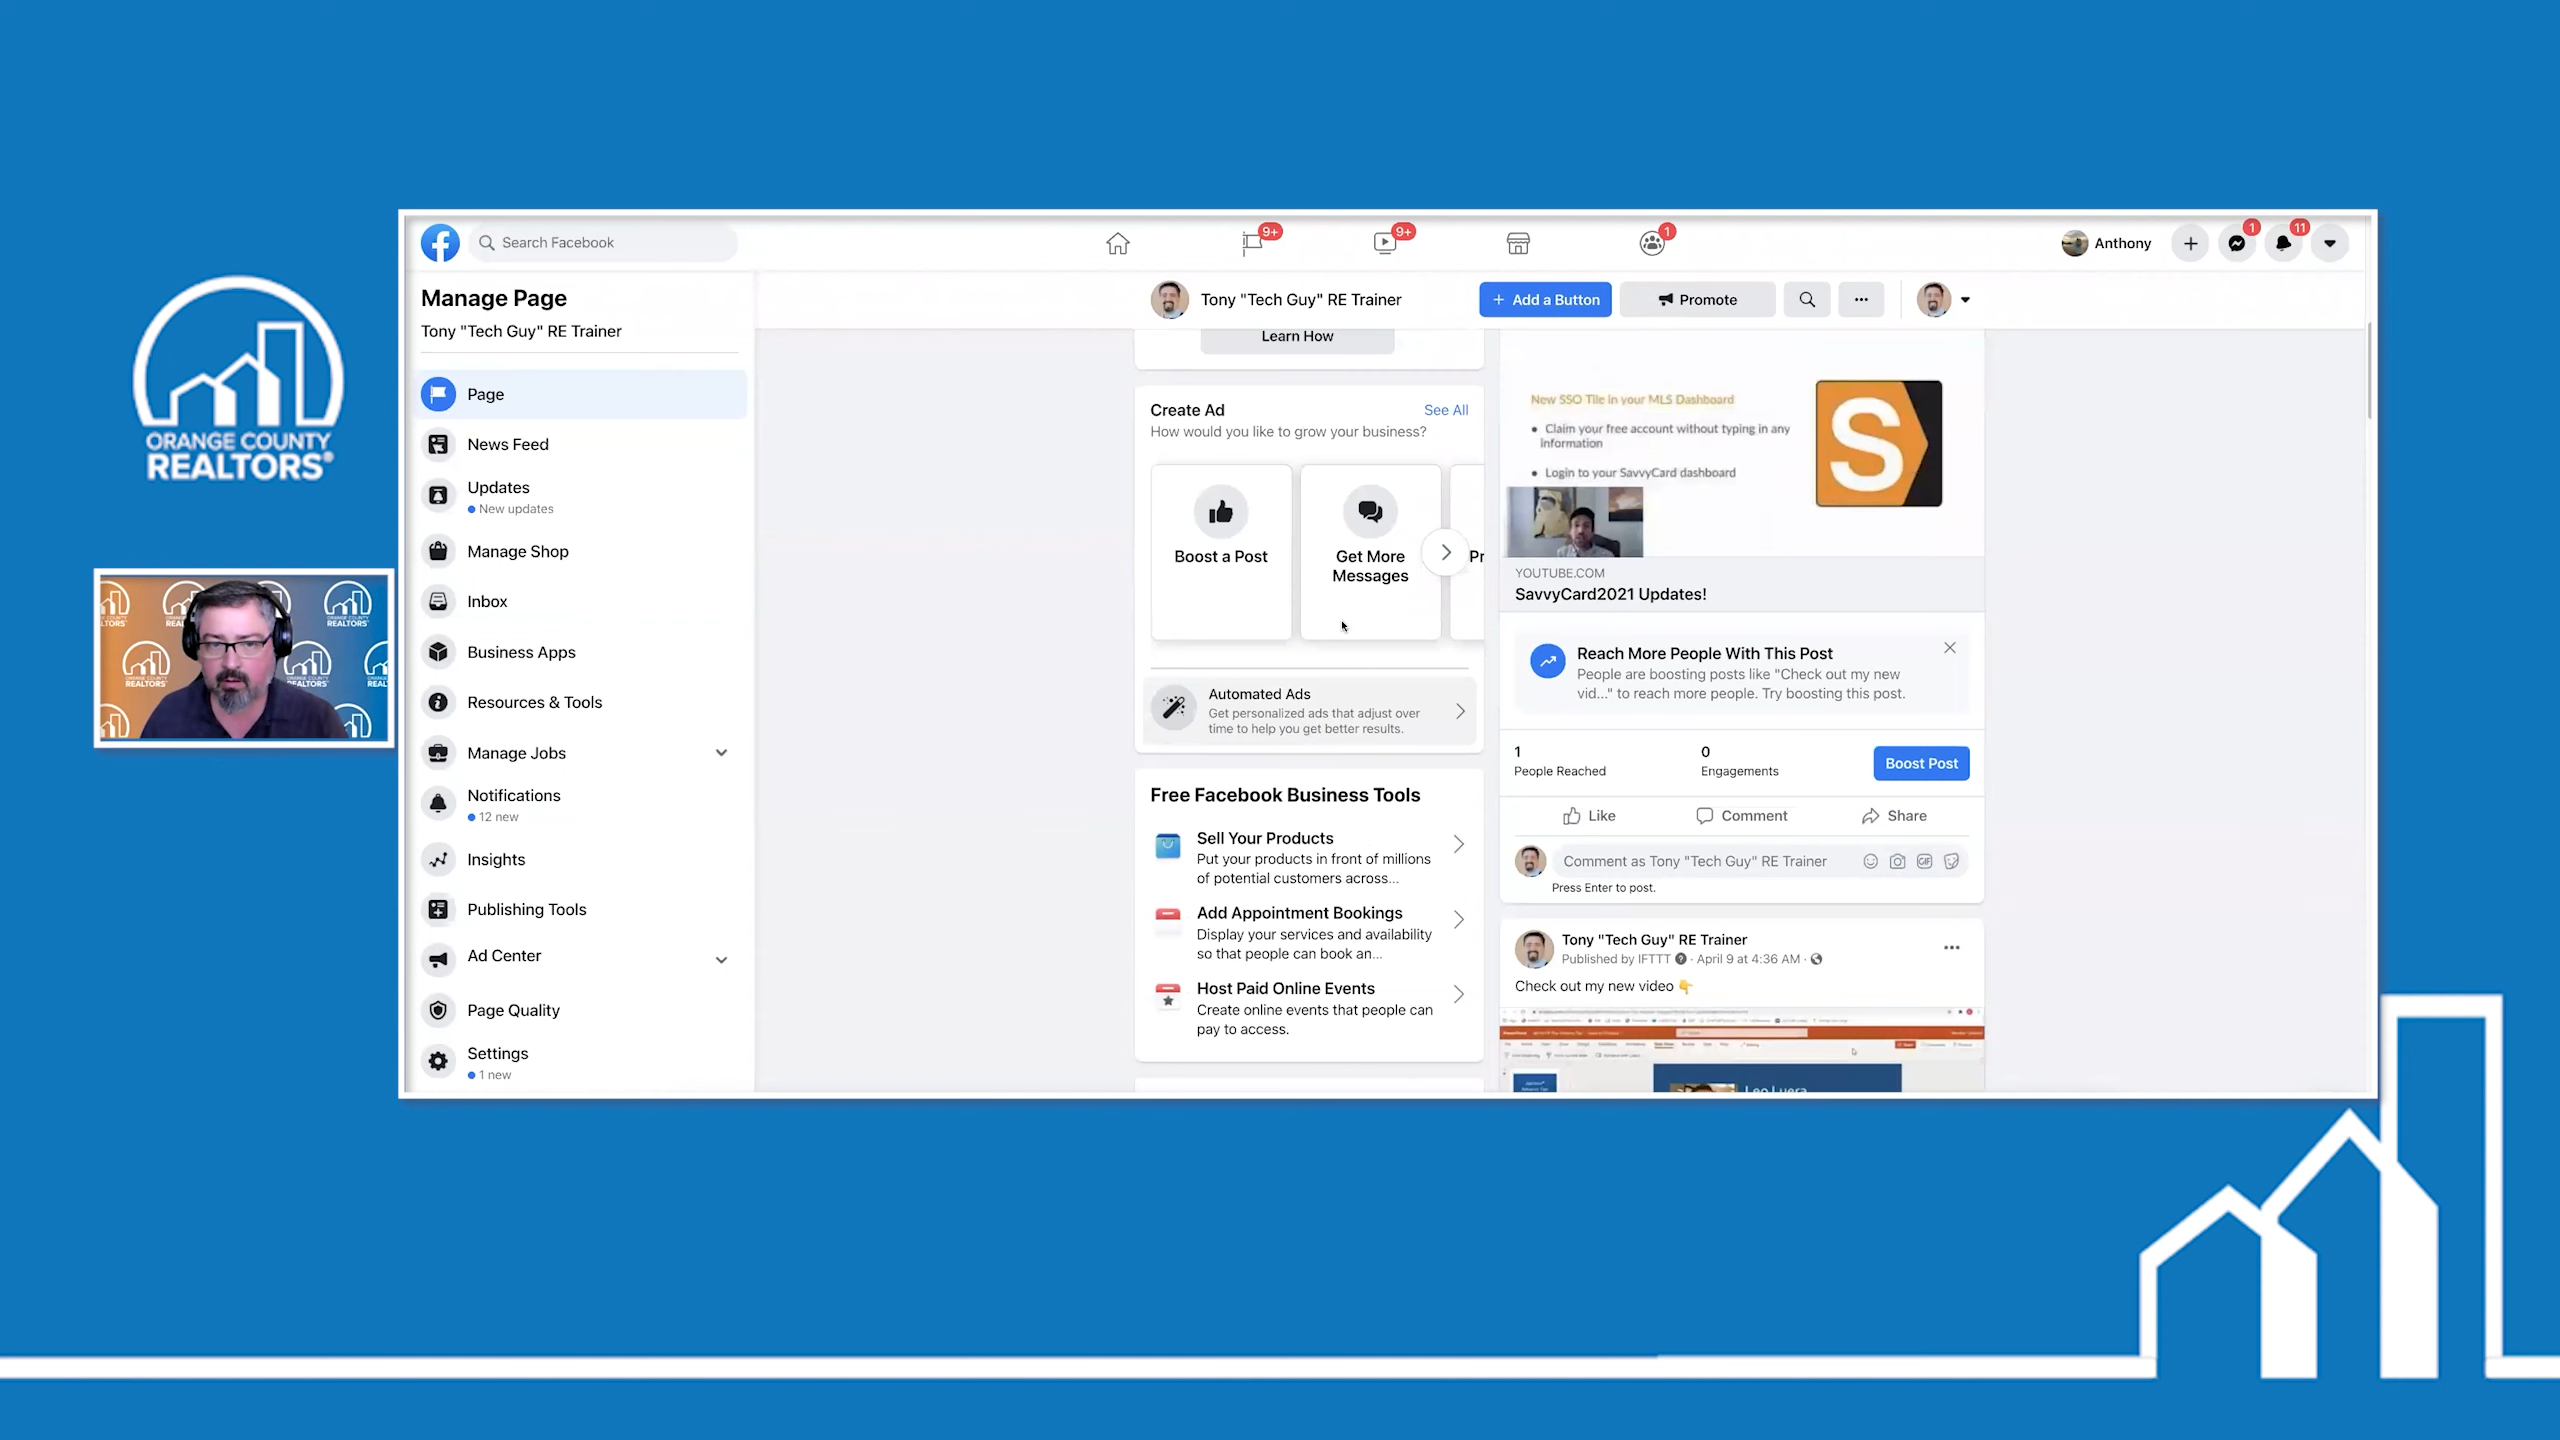 Search Facebook
9+
9+
1
Anthony
1
11
ORANGE COUNTY
REALTORS®
Manage Page
Tony "Tech Guy" RE Trainer
Page
News Feed
Updates
New updates
Manage Shop
Inbox
Business Apps
Resources & Tools
Manage Jobs
Notifications
12 new
Insights
Publishing Tools
Ad Center
Page Quality
Settings
1 new
Tony "Tech Guy" RE Trainer
+ Add a Button
Promote
Learn How
Create Ad
See All
How would you like to grow your business?
Boost a Post
Get More
Messages
Pr
Automated Ads
Get personalized ads that adjust over
time to help you get better results.
Free Facebook Business Tools
Sell Your Products
Put your products in front of millions
of potential customers across...
Add Appointment Bookings
Display your services and availability
so that people can book an...
Host Paid Online Events
Create online events that people can
pay to access.
New SSO Tile in your MLS Dashboard
• Claim your free account without typing in any
information
• Login to your SavvyCard dashboard
S
YOUTUBE.COM
SavvyCard2021 Updates!
Reach More People With This Post
People are boosting posts like "Check out my new
vid..." to reach more people. Try boosting this post.
1
People Reached
0
Engagements
Boost Post
Like
Comment
Share
Comment as Tony "Tech Guy" RE Trainer
GIF
Press Enter to post.
Tony "Tech Guy" RE Trainer
Published by IFTTT · April 9 at 4:36 AM ·
Check out my new video 👇
Leo Luera
REALTORS
REALTORS
REALTORS
REALTORS